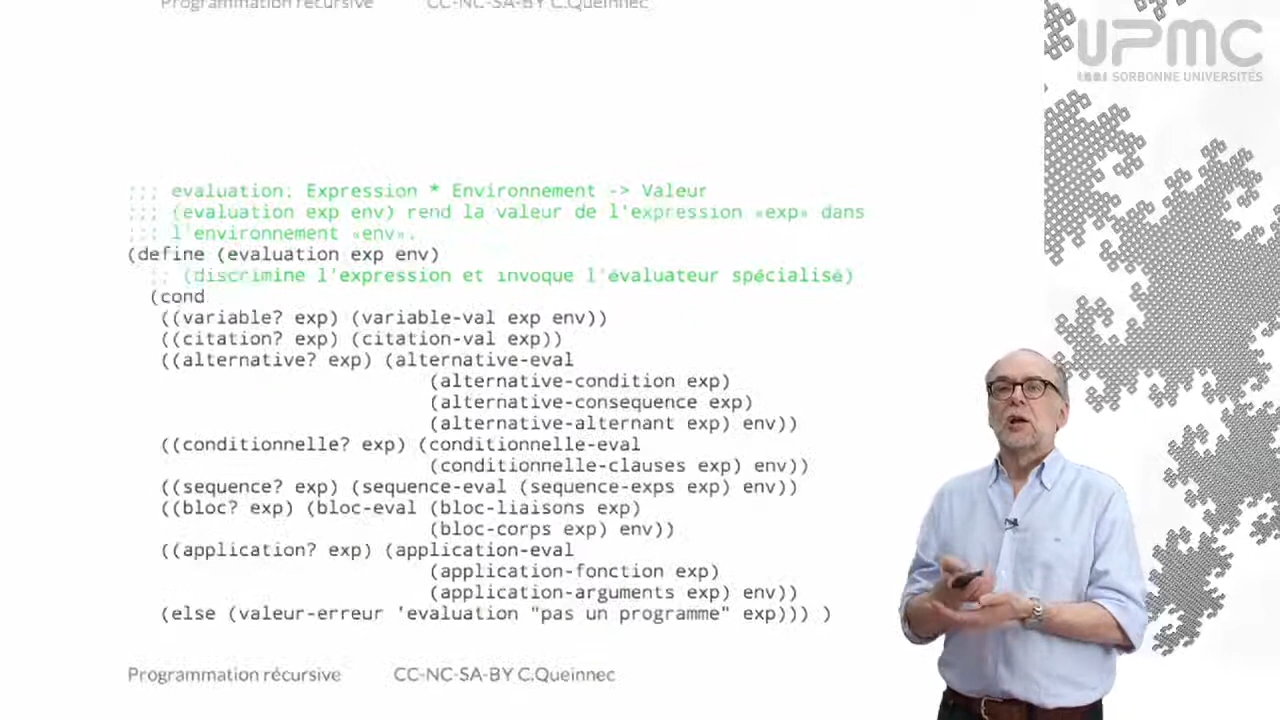 Programmation récursive CC-NC-SA-BY C.Queinnec
UPMC
SORBONNE UNIVERSITÉS
;;; evaluation: Expression * Environnement -> Valeur
;;; (evaluation exp env) rend la valeur de l'expression «exp» dans
;;; l'environnement «env».
(define (evaluation exp env)
;; (discrimine l'expression et invoque l'évaluateur spécialisé)
(cond
((variable? exp) (variable-val exp env))
((citation? exp) (citation-val exp))
((alternative? exp) (alternative-eval
(alternative-condition exp)
(alternative-consequence exp)
(alternative-alternant exp) env))
((conditionnelle? exp) (conditionnelle-eval
(conditionnelle-clauses exp) env))
((sequence? exp) (sequence-eval (sequence-exps exp) env))
((bloc? exp) (bloc-eval (bloc-liaisons exp)
(bloc-corps exp) env))
((application? exp) (application-eval
(application-fonction exp)
(application-arguments exp) env))
(else (valeur-erreur 'evaluation "pas un programme" exp))) )
Programmation récursive CC-NC-SA-BY C.Queinnec